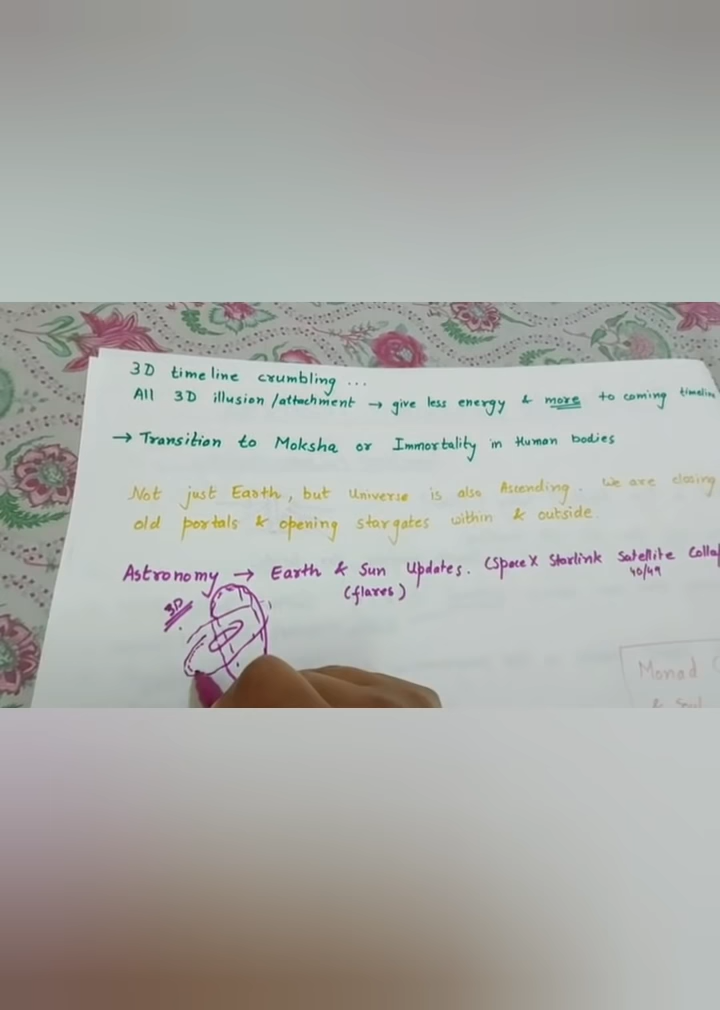 3D timeline crumbling ...
All 3D illusion/attachment → give less energy & more to coming timelin
→ Transition to Moksha or Immortality in Human bodies
Not just Earth, but Universe is also Ascending. We are closing
old portals & opening stargates within & outside.
Astronomy → Earth & Sun Updates. (SpaceX Starlink Satellite Colla
(flares)
40/49
3D
Monad